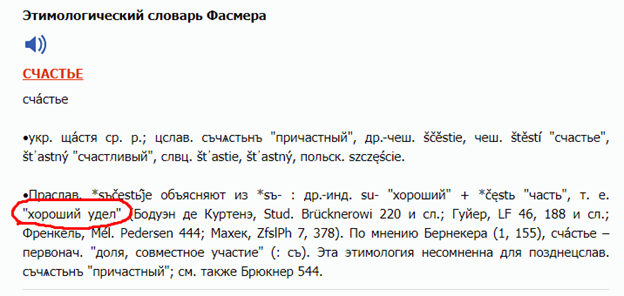 Этимологический словарь Фасмера
СЧАСТЬЕ
сча́стье
•укр. ща́стя ср. р.; цслав. съчѧстьнъ "причастный", др.-чеш. ščěstie, чеш. štěstí "счастье",
šťastný "счастливый", слвц. šťastie, šťastný, польск. szczęście.
•Праслав. *sъčęstьȷ̂е объясняют из *sъ- : др.-инд. su- "хороший" + *čęstь "часть", т. е.
"хороший удел" (Бодуэн де Куртенэ, Stud. Brücknerowi 220 и сл.; Гуйер, LF 46, 188 и сл.;
Френкель, Mél. Pedersen 444; Махек, ZfslPh 7, 378). По мнению Бернекера (1, 155), сча́стье –
первонач. "доля, совместное участие" (: съ). Эта этимология несомненна для позднецслав.
съчѧстьнъ "причастный"; см. также Брюкнер 544.